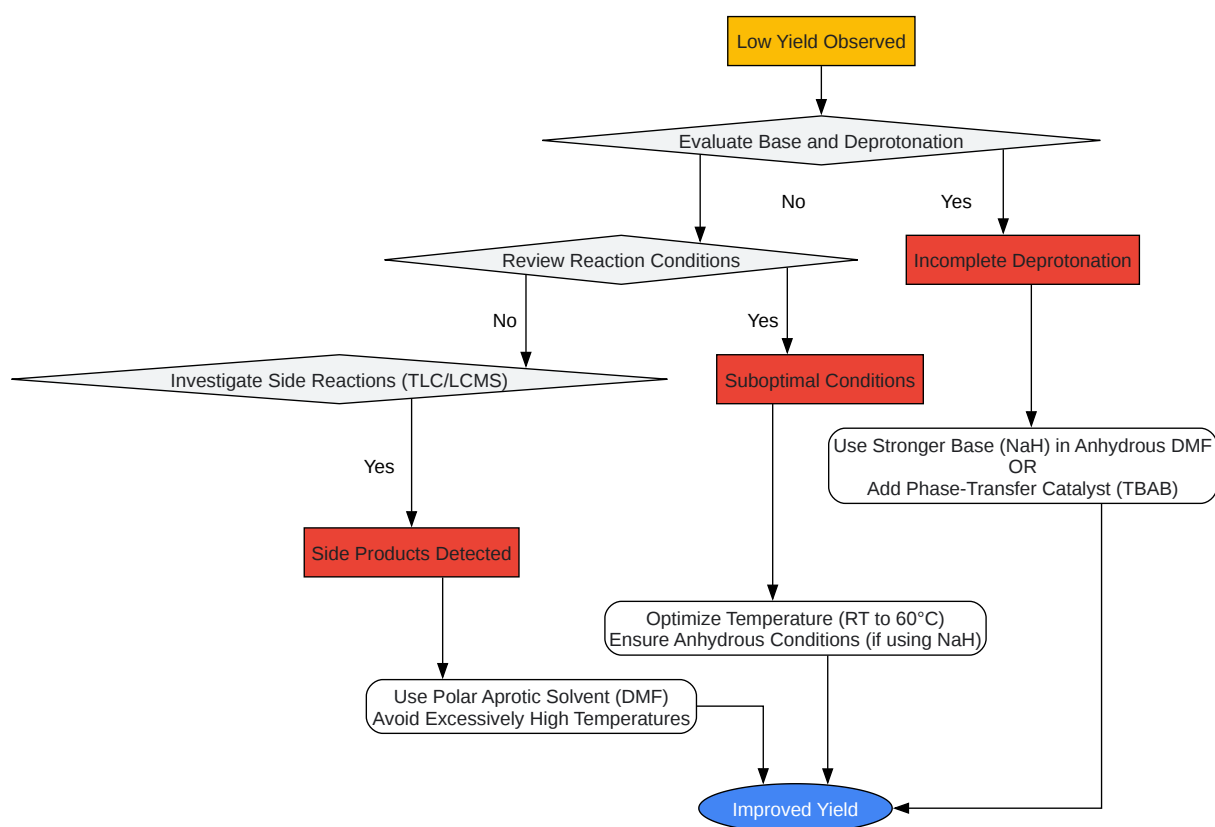 Low Yield Observed
Evaluate Base and Deprotonation
No
Yes
Review Reaction Conditions
Incomplete Deprotonation
No
Yes
Investigate Side Reactions (TLC/LCMS)
Suboptimal Conditions
Use Stronger Base (NaH) in Anhydrous DMF
OR
Add Phase-Transfer Catalyst (TBAB)
Yes
Side Products Detected
Optimize Temperature (RT to 60°C)
Ensure Anhydrous Conditions (if using NaH)
Use Polar Aprotic Solvent (DMF)
Avoid Excessively High Temperatures
Improved Yield